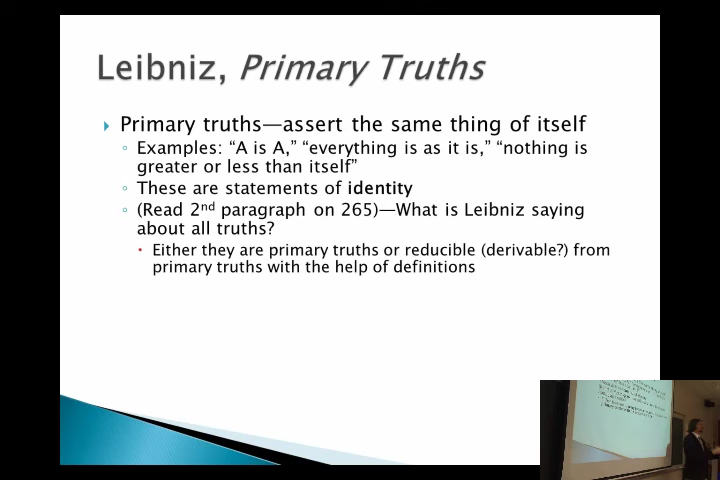 Leibniz, Primary Truths
Primary truths—assert the same thing of itself
Examples: “A is A,” “everything is as it is,” “nothing is
greater or less than itself”
These are statements of identity
(Read 2nd paragraph on 265)—What is Leibniz saying
about all truths?
Either they are primary truths or reducible (derivable?) from
primary truths with the help of definitions